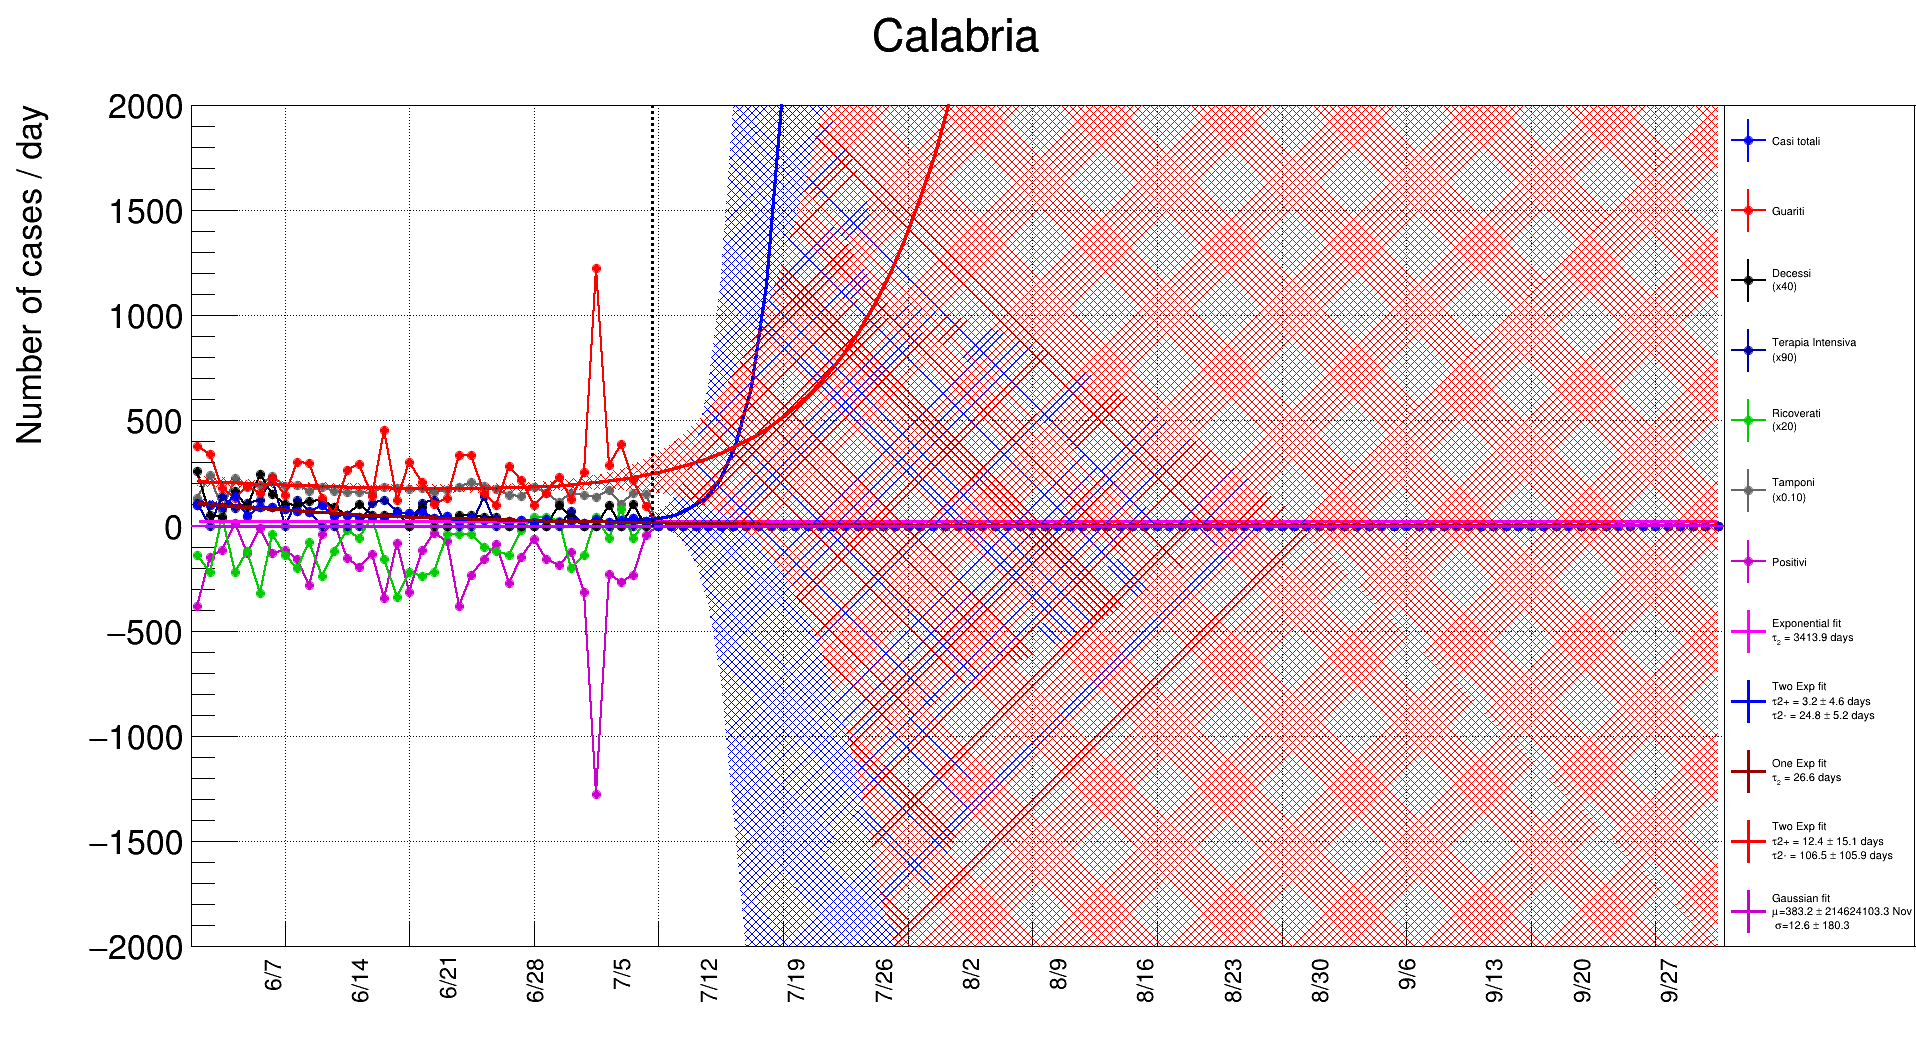 Calabria
Number of cases / day
2000
1500
1000
500
0
−500
−1000
−1500
−2000
6/7
6/14
6/21
6/28
7/5
7/12
7/19
7/26
8/2
8/9
8/16
8/23
8/30
9/6
9/13
9/20
9/27
Casi totali
Guariti
Decessi
(x40)
Terapia Intensiva
(x90)
Ricoverati
(x20)
Tamponi
(x0.10)
Positivi
Exponential fit
τ₂ = 3413.9 days
Two Exp fit
τ2+ = 3.2 ± 4.6 days
τ2- = 24.8 ± 5.2 days
One Exp fit
τ₂ = 26.6 days
Two Exp fit
τ2+ = 12.4 ± 15.1 days
τ2- = 106.5 ± 105.9 days
Gaussian fit
μ=383.2 ± 214624103.3 Nov
σ=12.6 ± 180.3